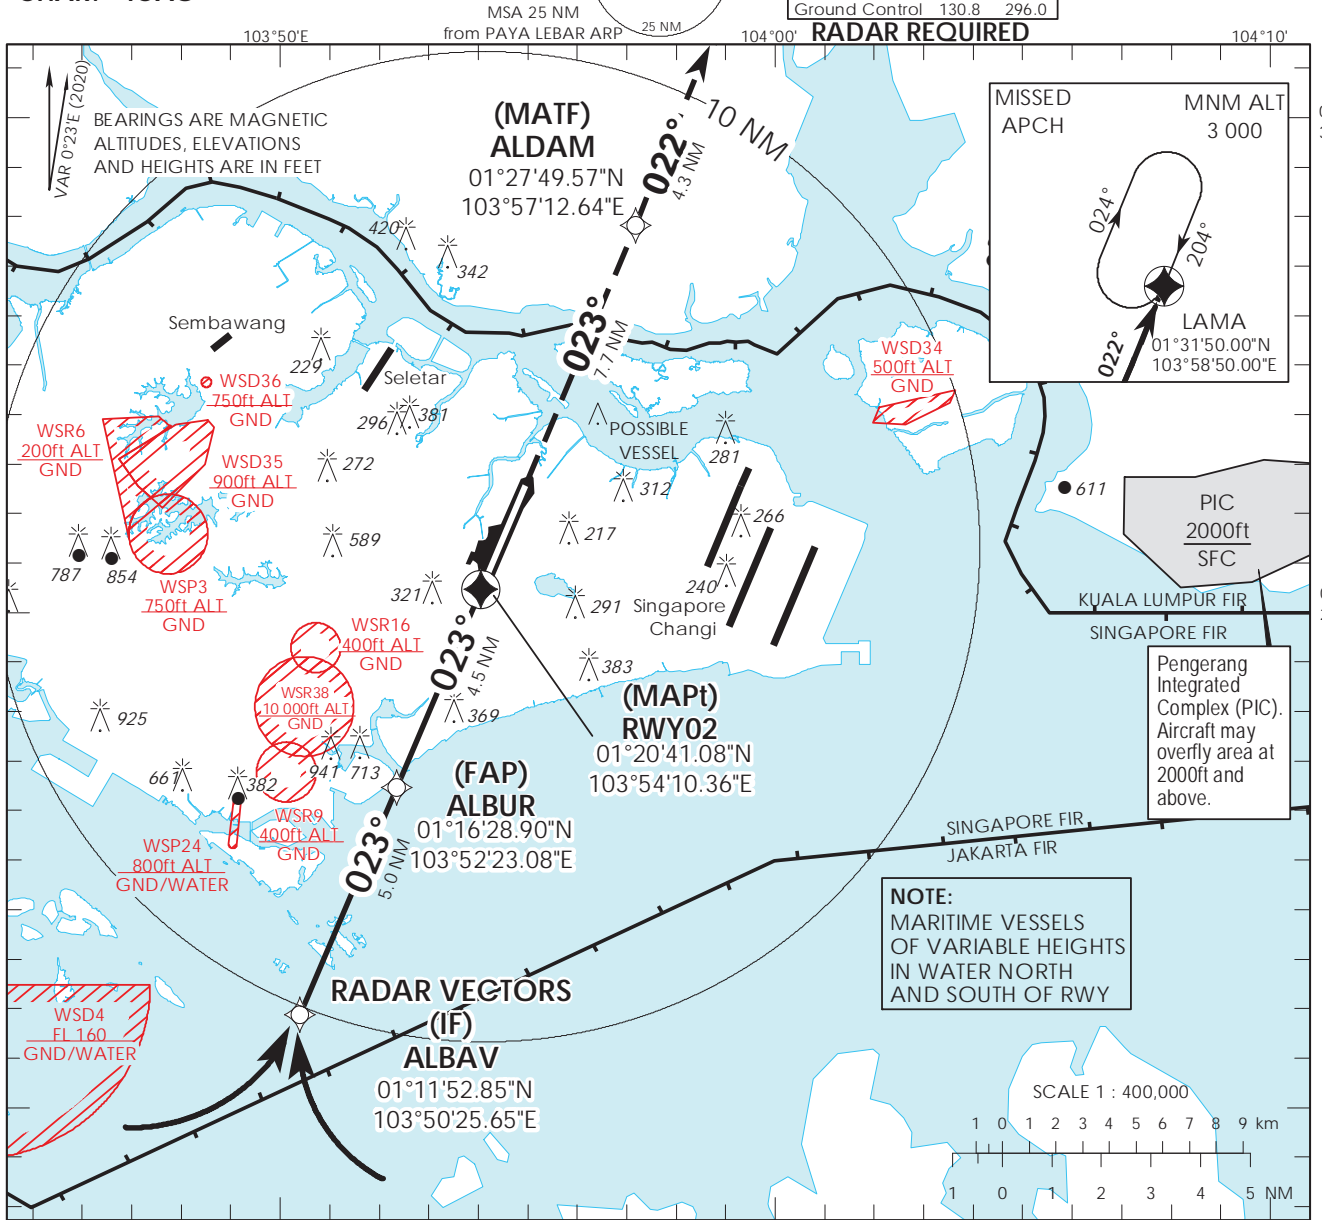 MSA 25 NM
from PAYA LEBAR ARP
25 NM
Ground Control 130.8 296.0
RADAR REQUIRED
103°50'E
104°00'
104°10'
VAR 0°23'E (2020)
BEARINGS ARE MAGNETIC
ALTITUDES, ELEVATIONS
AND HEIGHTS ARE IN FEET
(MATF)
ALDAM
01°27'49.57"N
103°57'12.64"E
022°
4.3 NM
10 NM
MISSED
APCH
MNM ALT
3 000
024°
204°
022°
LAMA
01°31'50.00"N
103°58'50.00"E
420
342
Sembawang
229
Seletar
023°
7.7 NM
WSD34
500ft ALT
GND
WSD36
750ft ALT
GND
296
381
POSSIBLE
VESSEL
281
WSR6
200ft ALT
GND
WSD35
900ft ALT
GND
272
312
611
PIC
2000ft
SFC
266
217
589
787
854
WSP3
750ft ALT
GND
321
240
291
Singapore
Changi
KUALA LUMPUR FIR
SINGAPORE FIR
WSR16
400ft ALT
GND
023°
4.5 NM
383
Pengerang
Integrated
Complex (PIC).
Aircraft may
overfly area at
2000ft and
above.
WSR38
10 000ft ALT
GND
925
369
(MAPt)
RWY02
01°20'41.08"N
103°54'10.36"E
661
382
941
713
(FAP)
ALBUR
01°16'28.90"N
103°52'23.08"E
WSR9
400ft ALT
GND
WSP24
800ft ALT
GND/WATER
023°
5.0 NM
SINGAPORE FIR
JAKARTA FIR
NOTE:
MARITIME VESSELS
OF VARIABLE HEIGHTS
IN WATER NORTH
AND SOUTH OF RWY
RADAR VECTORS
(IF)
ALBAV
01°11'52.85"N
103°50'25.65"E
WSD4
FL 160
GND/WATER
SCALE 1 : 400,000
1 0 1 2 3 4 5 6 7 8 9 km
1 0 1 2 3 4 5 NM